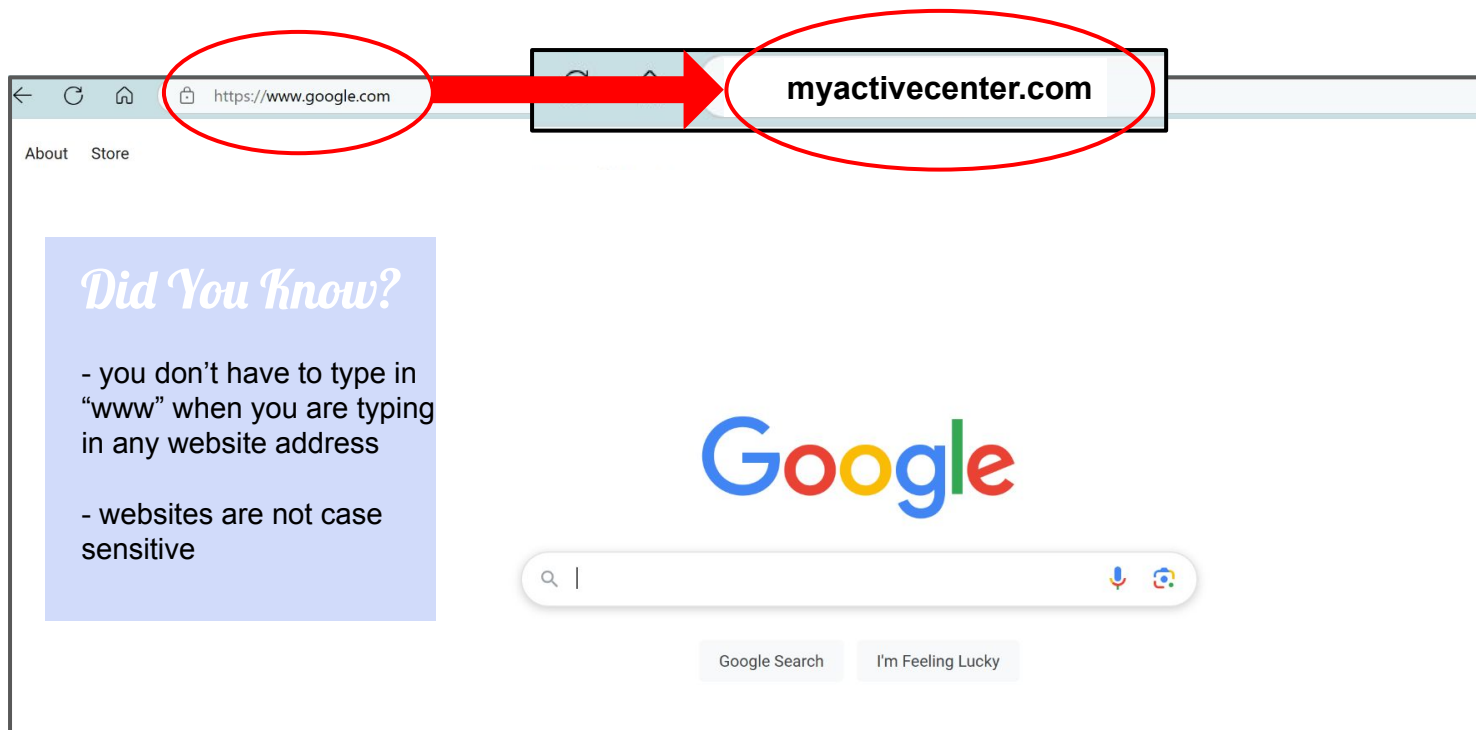 https://www.google.com
myactivecenter.com
About Store
Did You Know?
- you don’t have to type in
“www” when you are typing
in any website address
- websites are not case
sensitive
Google
Google Search I'm Feeling Lucky